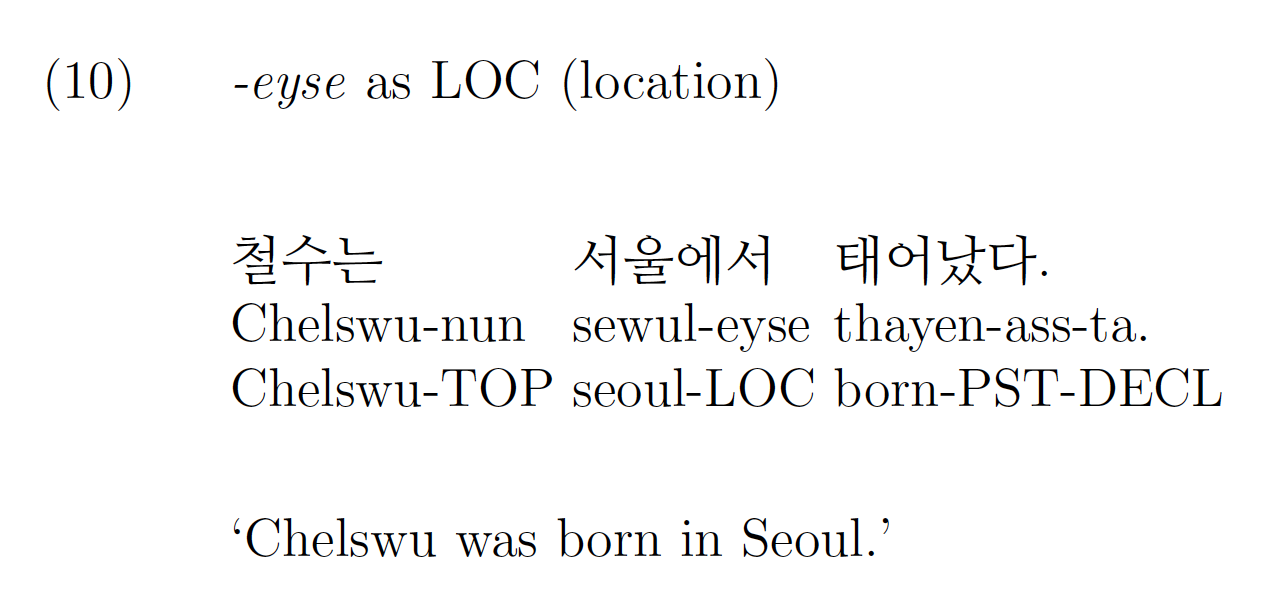 (10) -eyse as LOC (location)
철수는 서울에서 태어났다.
Chelswu-nun sewul-eyse thayen-ass-ta.
Chelswu-TOP seoul-LOC born-PST-DECL
‘Chelswu was born in Seoul.’